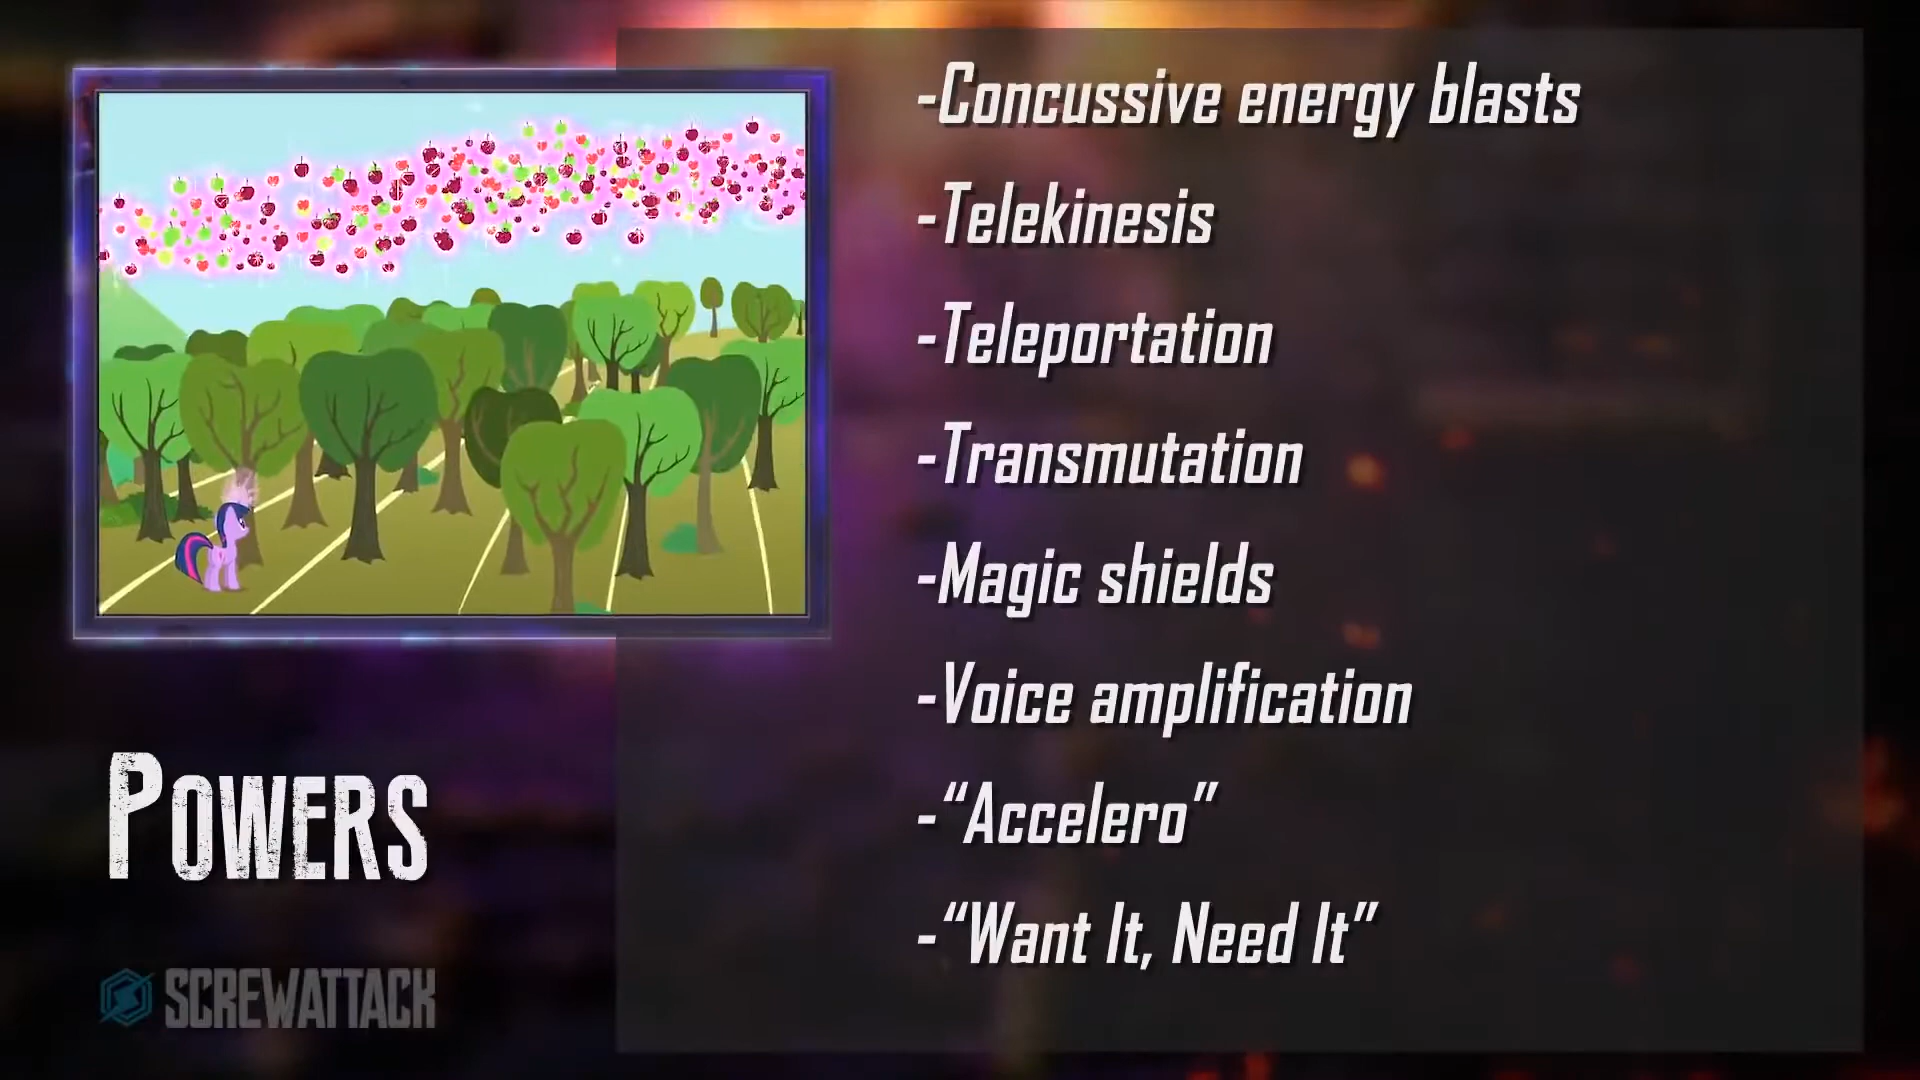 -Concussive energy blasts
-Telekinesis
-Teleportation
-Transmutation
-Magic shields
-Voice amplification
-“Accelero”
-“Want It, Need It”
POWERS
SCREWATTACK